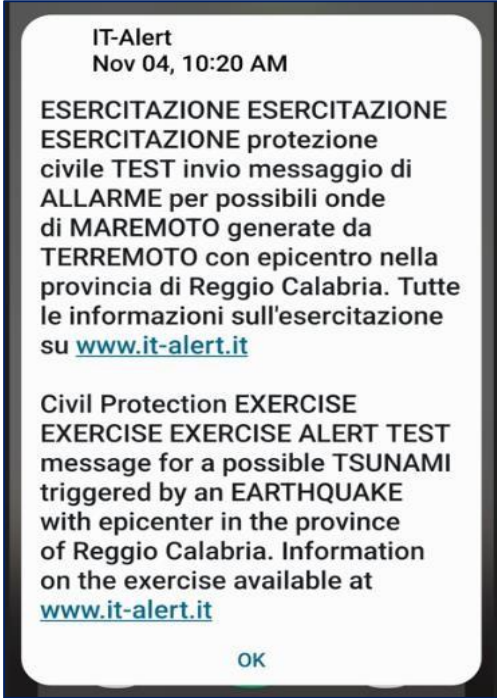 IT-Alert
Nov 04, 10:20 AM
ESERCITAZIONE ESERCITAZIONE
ESERCITAZIONE protezione
civile TEST invio messaggio di
ALLARME per possibili onde
di MAREMOTO generate da
TERREMOTO con epicentro nella
provincia di Reggio Calabria. Tutte
le informazioni sull'esercitazione
su www.it-alert.it
Civil Protection EXERCISE
EXERCISE EXERCISE ALERT TEST
message for a possible TSUNAMI
triggered by an EARTHQUAKE
with epicenter in the province
of Reggio Calabria. Information
on the exercise available at
www.it-alert.it
OK